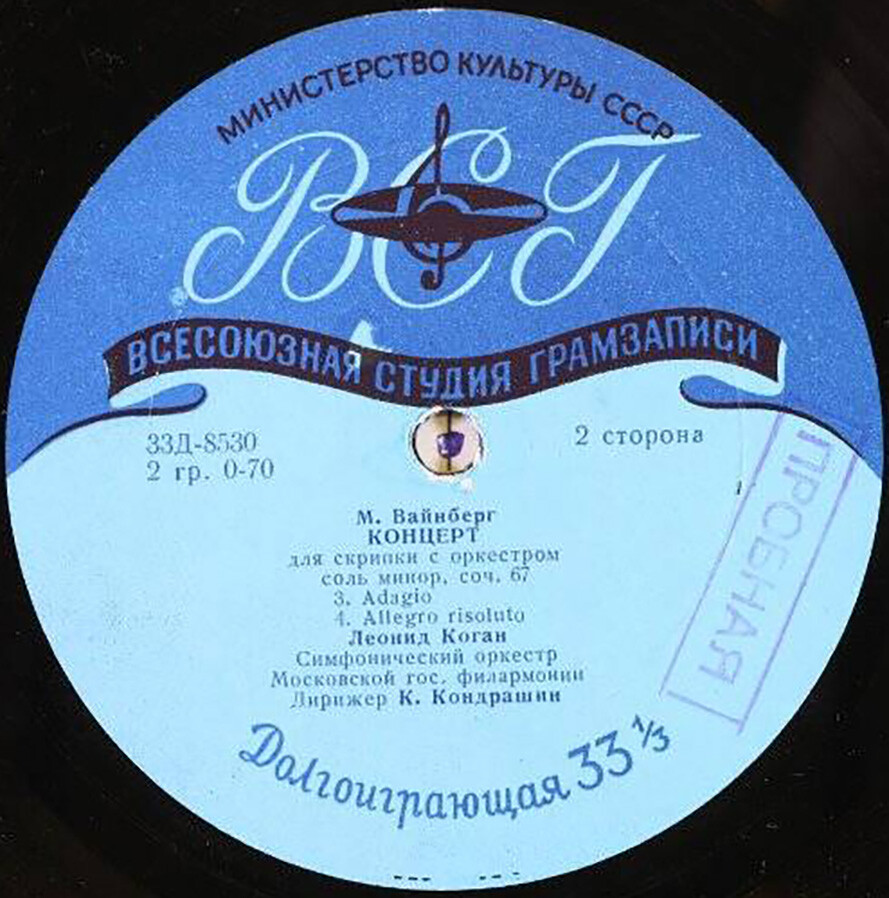 МИНИСТЕРСТВО КУЛЬТУРЫ СССР
ВСГ
ВСЕСОЮЗНАЯ СТУДИЯ ГРАМЗАПИСИ
33Д-8530
2 гр. 0-70
2 сторона
ПРОБНАЯ
М. Вайнберг
КОНЦЕРТ
для скрипки с оркестром
соль минор, соч. 67
3. Adagio
4. Allegro risoluto
Леонид Коган
Симфонический оркестр
Московской гос. филармонии
Дирижер К. Кондрашин
Долгоиграющая 33 1/3